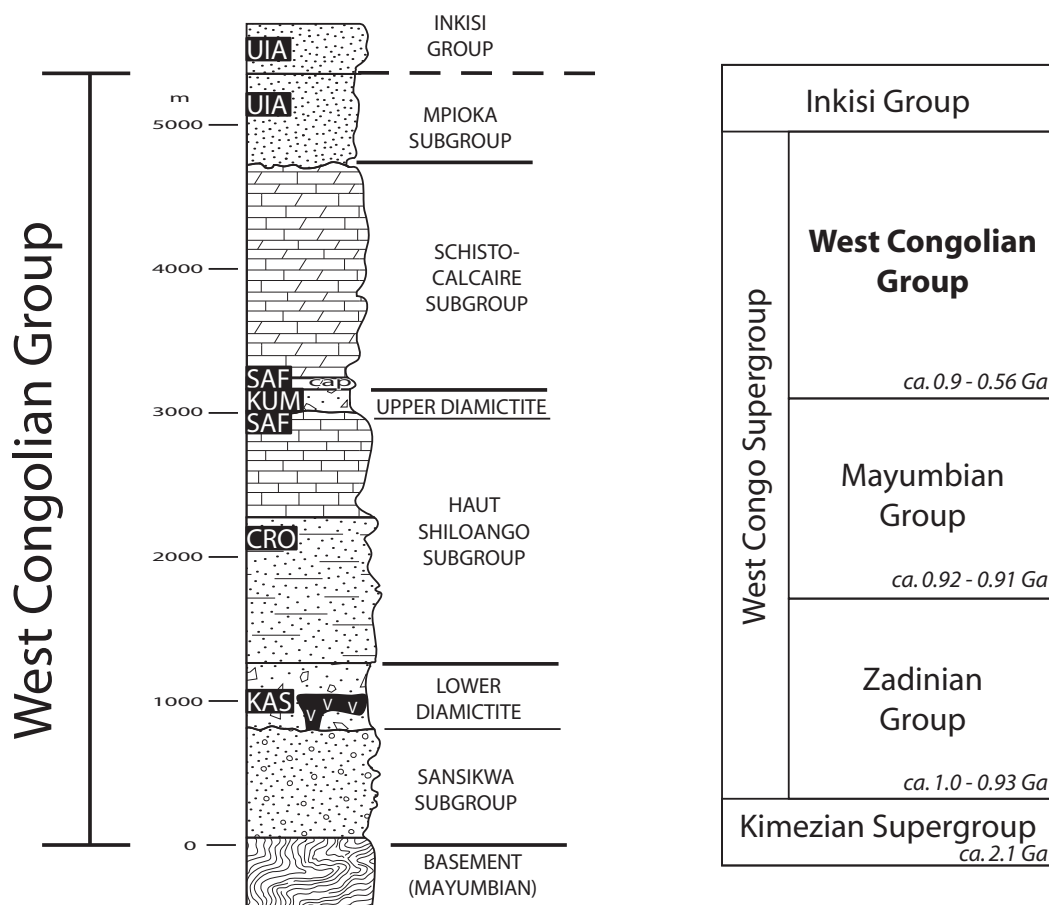 West Congolian Group
m
5000
4000
3000
2000
1000
0
UIA
UIA
SAF
cap
KUM
SAF
CRO
KAS
V V V
V
INKISI
GROUP
MPIOKA
SUBGROUP
SCHISTO-
CALCAIRE
SUBGROUP
UPPER DIAMICTITE
HAUT
SHILOANGO
SUBGROUP
LOWER
DIAMICTITE
SANSIKWA
SUBGROUP
BASEMENT
(MAYUMBIAN)
Inkisi Group
West Congo Supergroup
West Congolian
Group
ca. 0.9 - 0.56 Ga
Mayumbian
Group
ca. 0.92 - 0.91 Ga
Zadinian
Group
ca. 1.0 - 0.93 Ga
Kimezian Supergroup
ca. 2.1 Ga